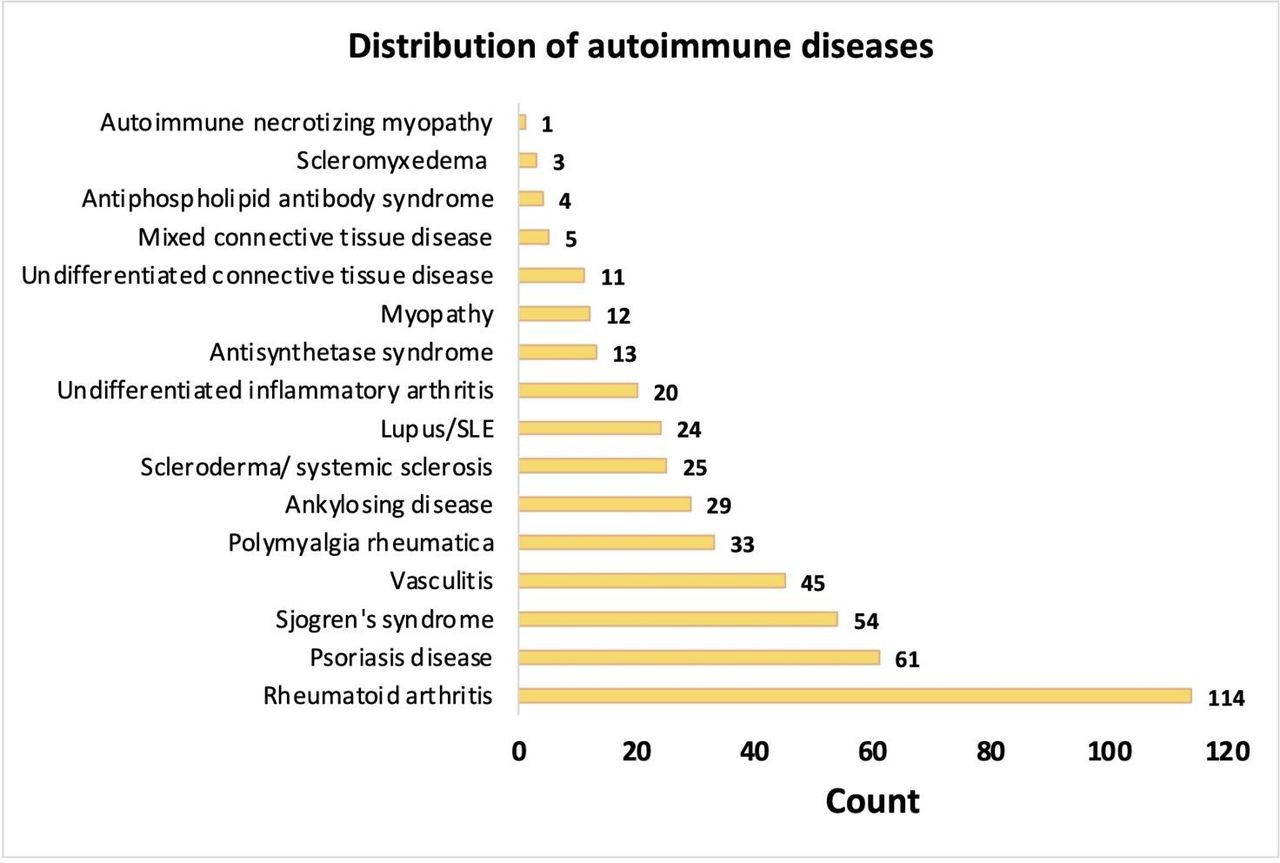 Distribution of autoimmune diseases
Autoimmune necrotizing myopathy 1
Scleromyxedema 3
Antiphospholipid antibody syndrome 4
Mixed connective tissue disease 5
Undifferentiated connective tissue disease 11
Myopathy 12
Antisynthetase syndrome 13
Undifferentiated inflammatory arthritis 20
Lupus/SLE 24
Scleroderma/ systemic sclerosis 25
Ankylosing disease 29
Polymyalgia rheumatica 33
Vasculitis 45
Sjogren's syndrome 54
Psoriasis disease 61
Rheumatoid arthritis 114
0 20 40 60 80 100 120
Count